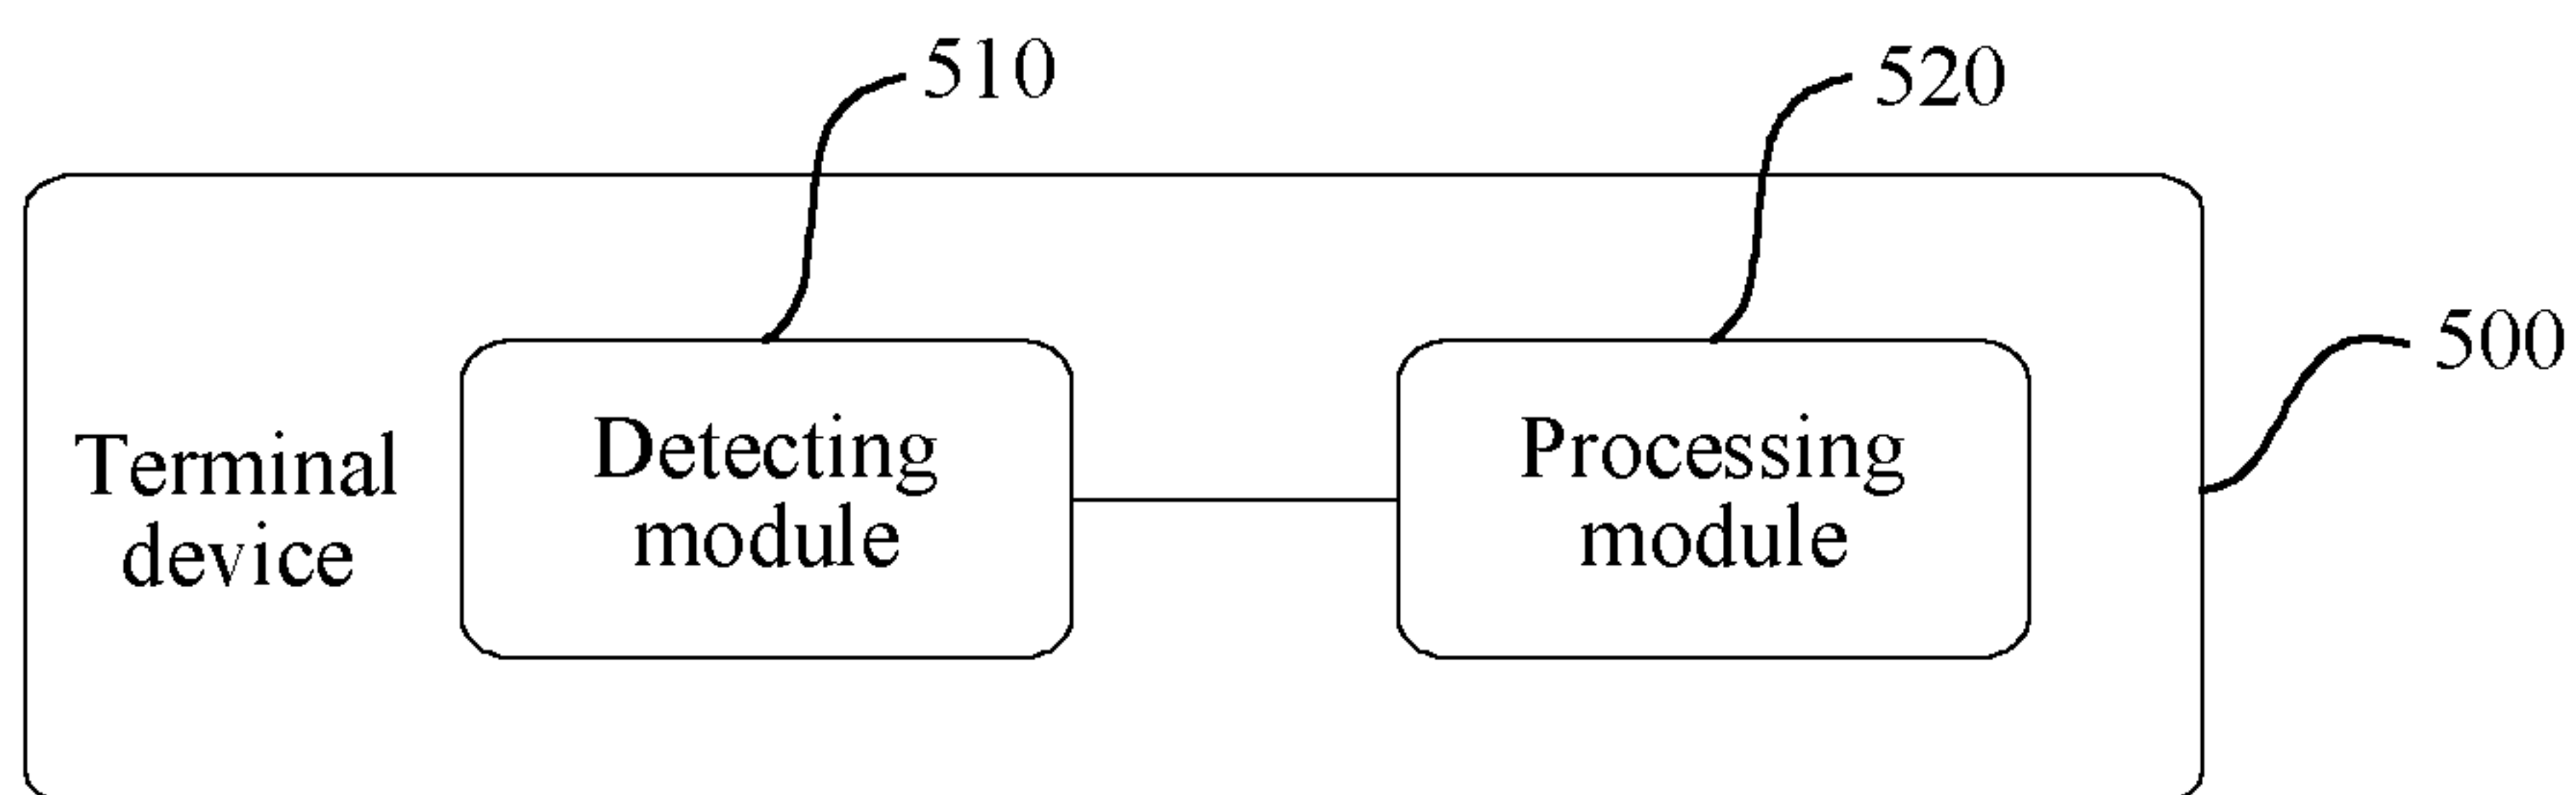 510
520
500
Terminal
device
Detecting
module
Processing
module